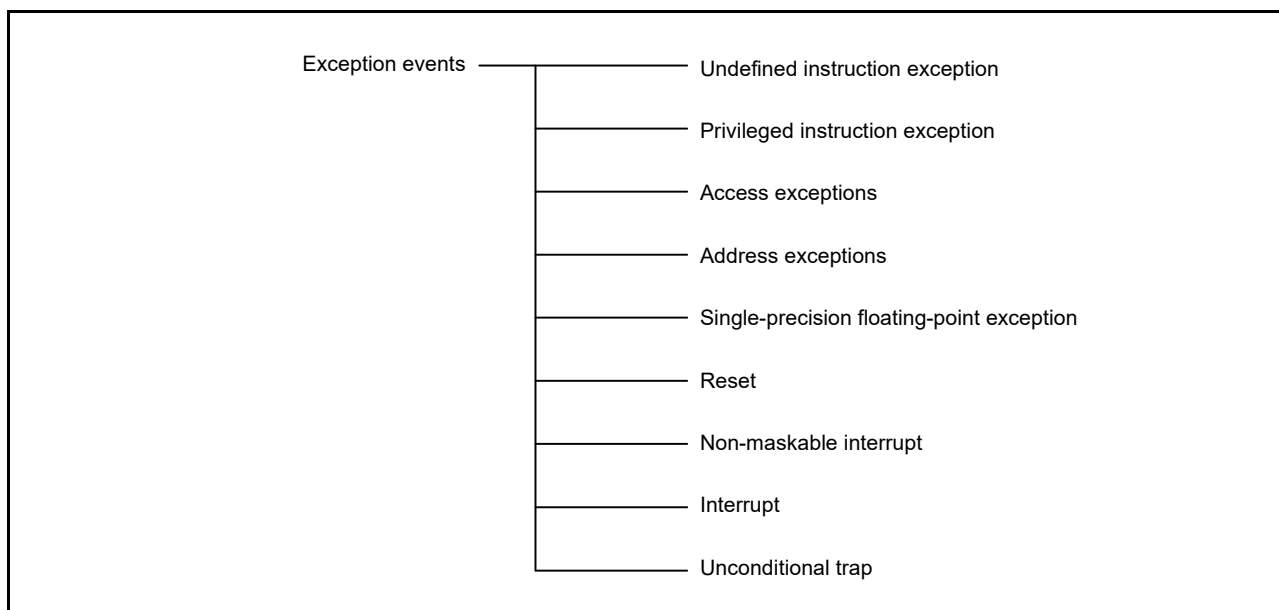 Exception events
Undefined instruction exception
Privileged instruction exception
Access exceptions
Address exceptions
Single-precision floating-point exception
Reset
Non-maskable interrupt
Interrupt
Unconditional trap